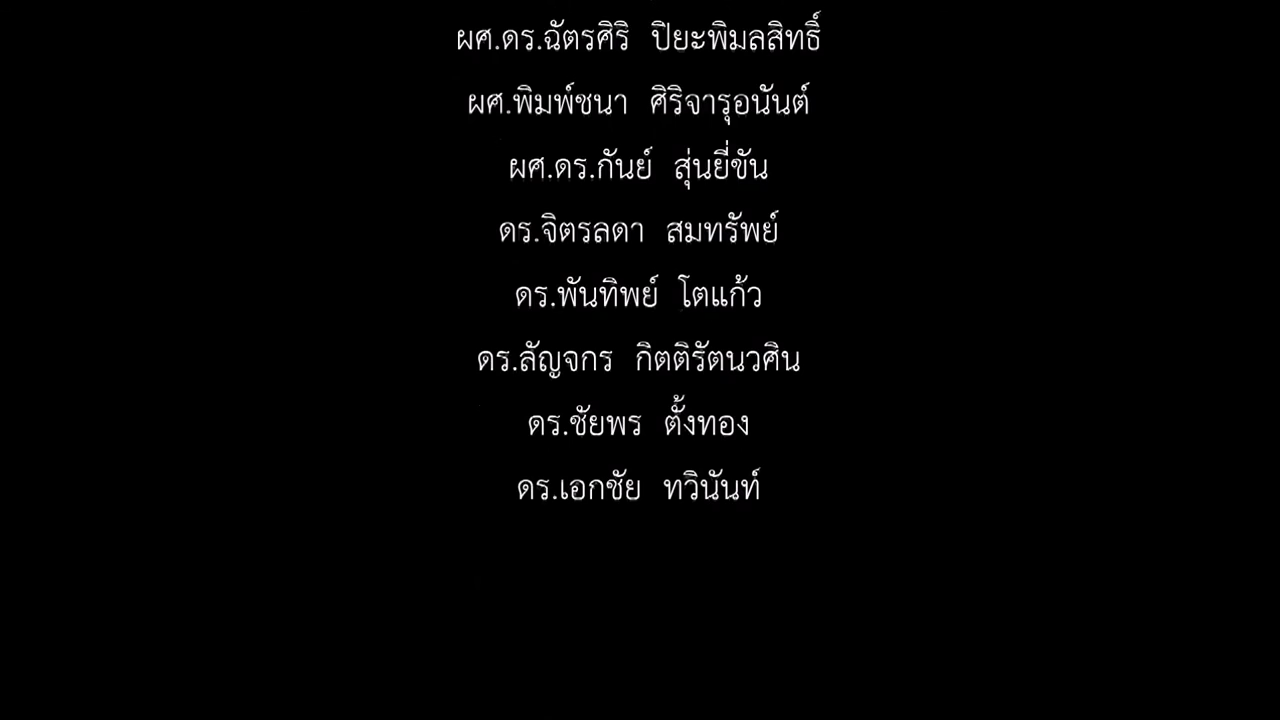 ผศ.ดร.ฉัตรศิริ ปิยะพิมลสิทธิ์
ผศ.พิมพ์ชนา ศิริจารุอนันต์
ผศ.ดร.กันย์ สุ่นยี่ขัน
ดร.จิตรลดา สมทรัพย์
ดร.พันทิพย์ โตแก้ว
ดร.ลัญจกร กิตติรัตนวศิน
ดร.ชัยพร ตั้งทอง
ดร.เอกชัย ทวินันท์